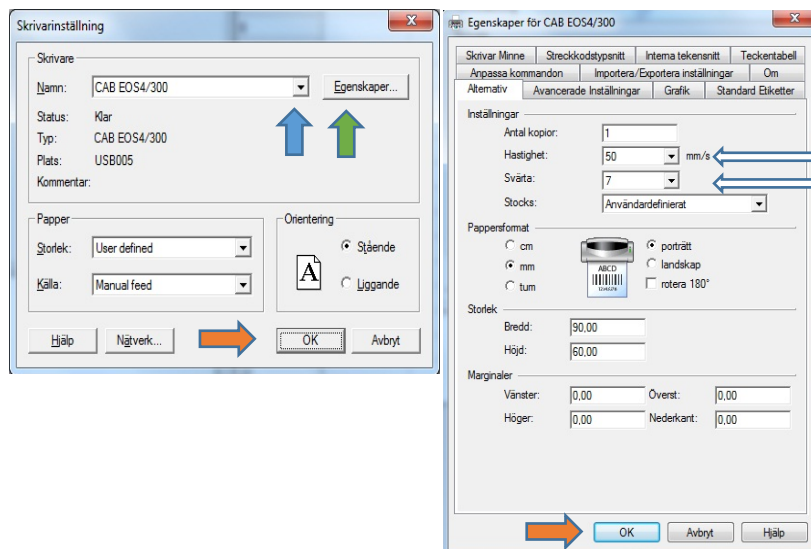 Skrivarinställning
Skrivare
Namn: CAB EOS4/300 Egenskaper...
Status: Klar
Typ: CAB EOS4/300
Plats: USB005
Kommentar:
Papper
Storlek: User defined
Källa: Manual feed
Orientering
A
Stående
Liggande
Hjälp Nätverk... OK Avbryt
Egenskaper för CAB EOS4/300
Skrivar Minne Streckkodstypsnitt Interna tekensnitt Teckentabell
Anpassa kommandon Importera/Exportera inställningar Om
Alternativ Avancerade Inställningar Grafik Standard Etiketter
Inställningar
Antal kopior: 1
Hastighet: 50 mm/s
Svärta: 7
Stocks: Användardefinierat
Pappersformat
cm
mm
tum
ABCD
porträtt
landskap
rotera 180°
Storlek
Bredd: 90,00
Höjd: 60,00
Marginaler
Vänster: 0,00 Överst: 0,00
Höger: 0,00 Nederkant: 0,00
OK Avbryt Hjälp